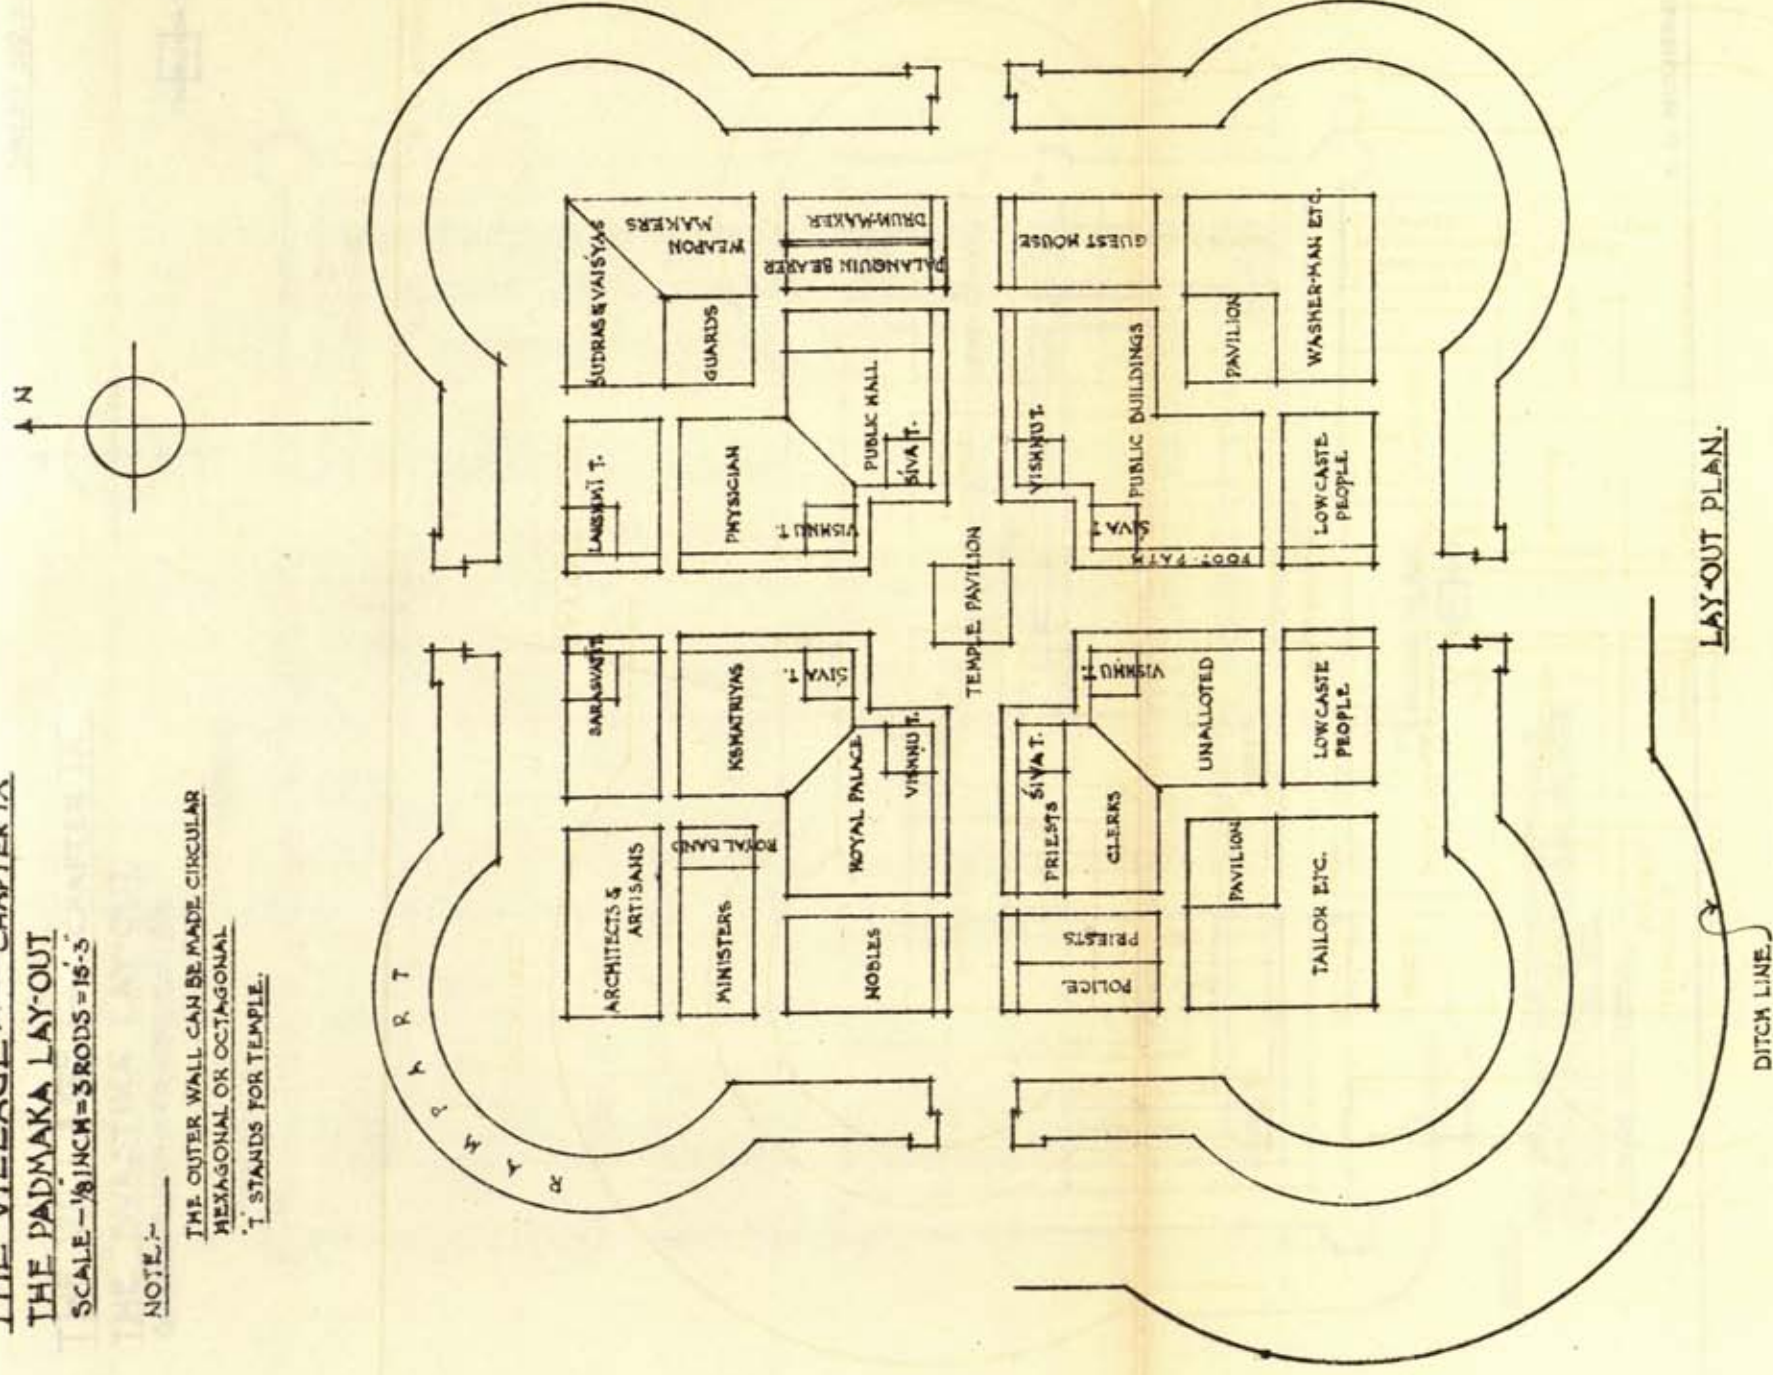 THE PADMAKA LAY-OUT
SCALE - 1/8 INCH = 3 RODS = 15'-3"
NOTE:-
THE OUTER WALL CAN BE MADE CIRCULAR
HEXAGONAL OR OCTAGONAL
'T' STANDS FOR TEMPLE.
N
RAMPART
ARCHITECTS &
ARTISANS
SARASVATI T.
LAKSHMĪ T.
ŚUDRAS & VAIŚYAS
MINISTERS
ROYAL BAND
KSHATRIYAS
ŚIVA T.
PHYSICIAN
VISHNU T.
GUARDS
WEAPON
MAKERS
NOBLES
ROYAL PALACE
VISHNU T.
PUBLIC HALL
ŚIVA T.
PALANQUIN BEARER
DRUM-MAKER
TEMPLE PAVILION
POLICE.
PRIESTS
PRIESTS
ŚIVA T.
CLERKS
VISHNU T.
UNALLOTED
VISHNU T.
ŚIVA T.
PUBLIC BUILDINGS
FOOT-PATH
GUEST HOUSE
TAILOR ETC.
PAVILION
LOWCASTE
PEOPLE
LOWCASTE
PEOPLE.
PAVILION
WASHER-MAN ETC.
DITCH LINE
LAY-OUT PLAN.